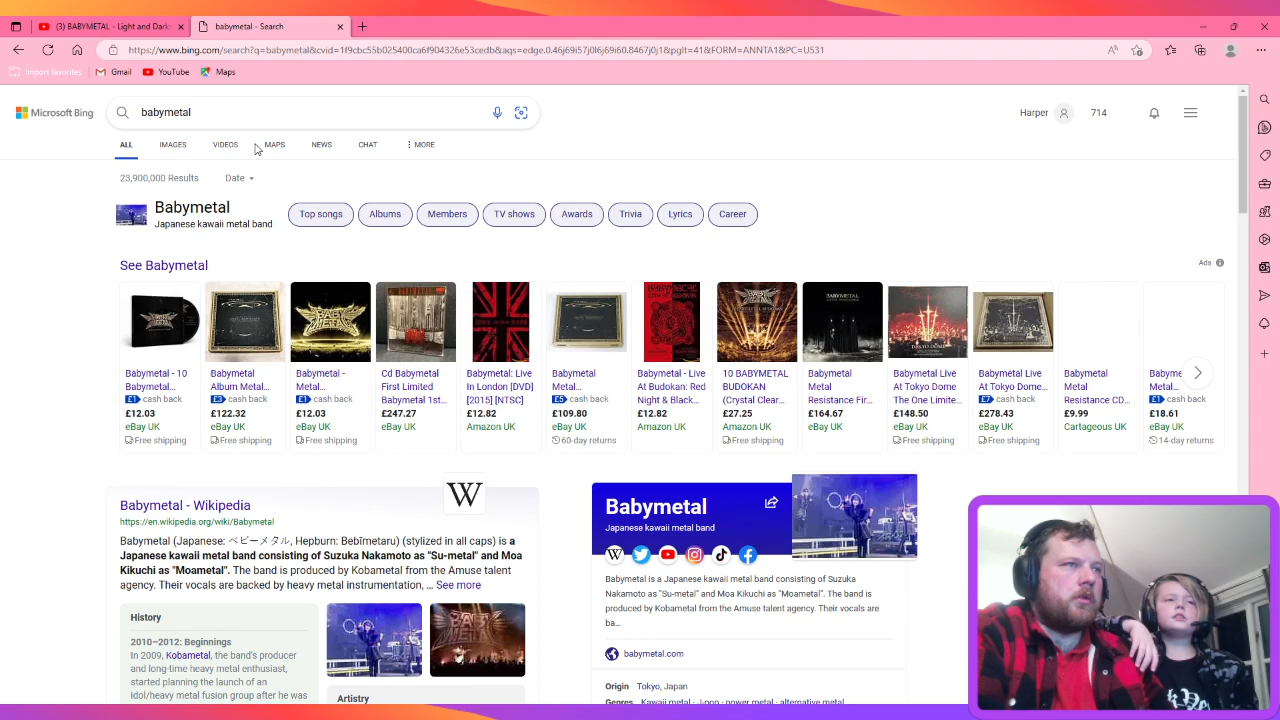 (3) BABYMETAL - Light and Dark
babymetal - Search
https://www.bing.com/search?q=babymetal&cvid=1f9cbc55b025400ca6f904326e53cedb&aqs=edge.0.46j69i57j0l6j69i60.8467j0j1&pglt=41&FORM=ANNTA1&PC=U531
Import favorites
Gmail
YouTube
Maps
Microsoft Bing
babymetal
Harper
714
ALL
IMAGES
VIDEOS
MAPS
NEWS
CHAT
MORE
23,900,000 Results
Date
Babymetal
Japanese kawaii metal band
Top songs
Albums
Members
TV shows
Awards
Trivia
Lyrics
Career
See Babymetal
Ads
Babymetal - 10
Babymetal...
£1 cash back
£12.03
eBay UK
Free shipping
Babymetal
Album Metal...
£3 cash back
£122.32
eBay UK
Free shipping
Babymetal -
Metal...
£1 cash back
£12.03
eBay UK
Free shipping
Cd Babymetal
First Limited
Babymetal 1st...
£247.27
eBay UK
Babymetal: Live
In London [DVD]
[2015] [NTSC]
£12.82
Amazon UK
Babymetal
Metal...
£5 cash back
£109.80
eBay UK
60-day returns
Babymetal - Live
At Budokan: Red
Night & Black...
£12.82
Amazon UK
10 BABYMETAL
BUDOKAN
(Crystal Clear...
£27.25
Amazon UK
Free shipping
Babymetal
Metal
Resistance Fir...
£164.67
eBay UK
Babymetal Live
At Tokyo Dome
The One Limite...
£148.50
eBay UK
Free shipping
Babymetal Live
At Tokyo Dome...
£7 cash back
£278.43
eBay UK
Free shipping
Babymetal
Metal
Resistance CD...
£9.99
Cartageous UK
Babyme
Metal...
£1 cash back
£18.61
eBay UK
14-day returns
W
Babymetal - Wikipedia
https://en.wikipedia.org/wiki/Babymetal
Babymetal (Japanese: ベビーメタル, Hepburn: Bebīmetaru) (stylized in all caps) is a
Japanese kawaii metal band consisting of Suzuka Nakamoto as "Su-metal" and Moa
Kikuchi as "Moametal". The band is produced by Kobametal from the Amuse talent
agency. Their vocals are backed by heavy metal instrumentation, ... See more
History
2010–2012: Beginnings
In 2009, Kobametal, the band's producer
and long-time heavy metal enthusiast,
started planning the launch of an
idol/heavy metal fusion group after he was
BABYMETAL
Artistry
Babymetal
Japanese kawaii metal band
Babymetal is a Japanese kawaii metal band consisting of Suzuka
Nakamoto as "Su-metal" and Moa Kikuchi as "Moametal". The
band is produced by Kobametal from the Amuse talent
agency. Their vocals are
ba...
babymetal.com
Origin Tokyo, Japan
Genres Kawaii metal · J-pop · power metal · alternative metal